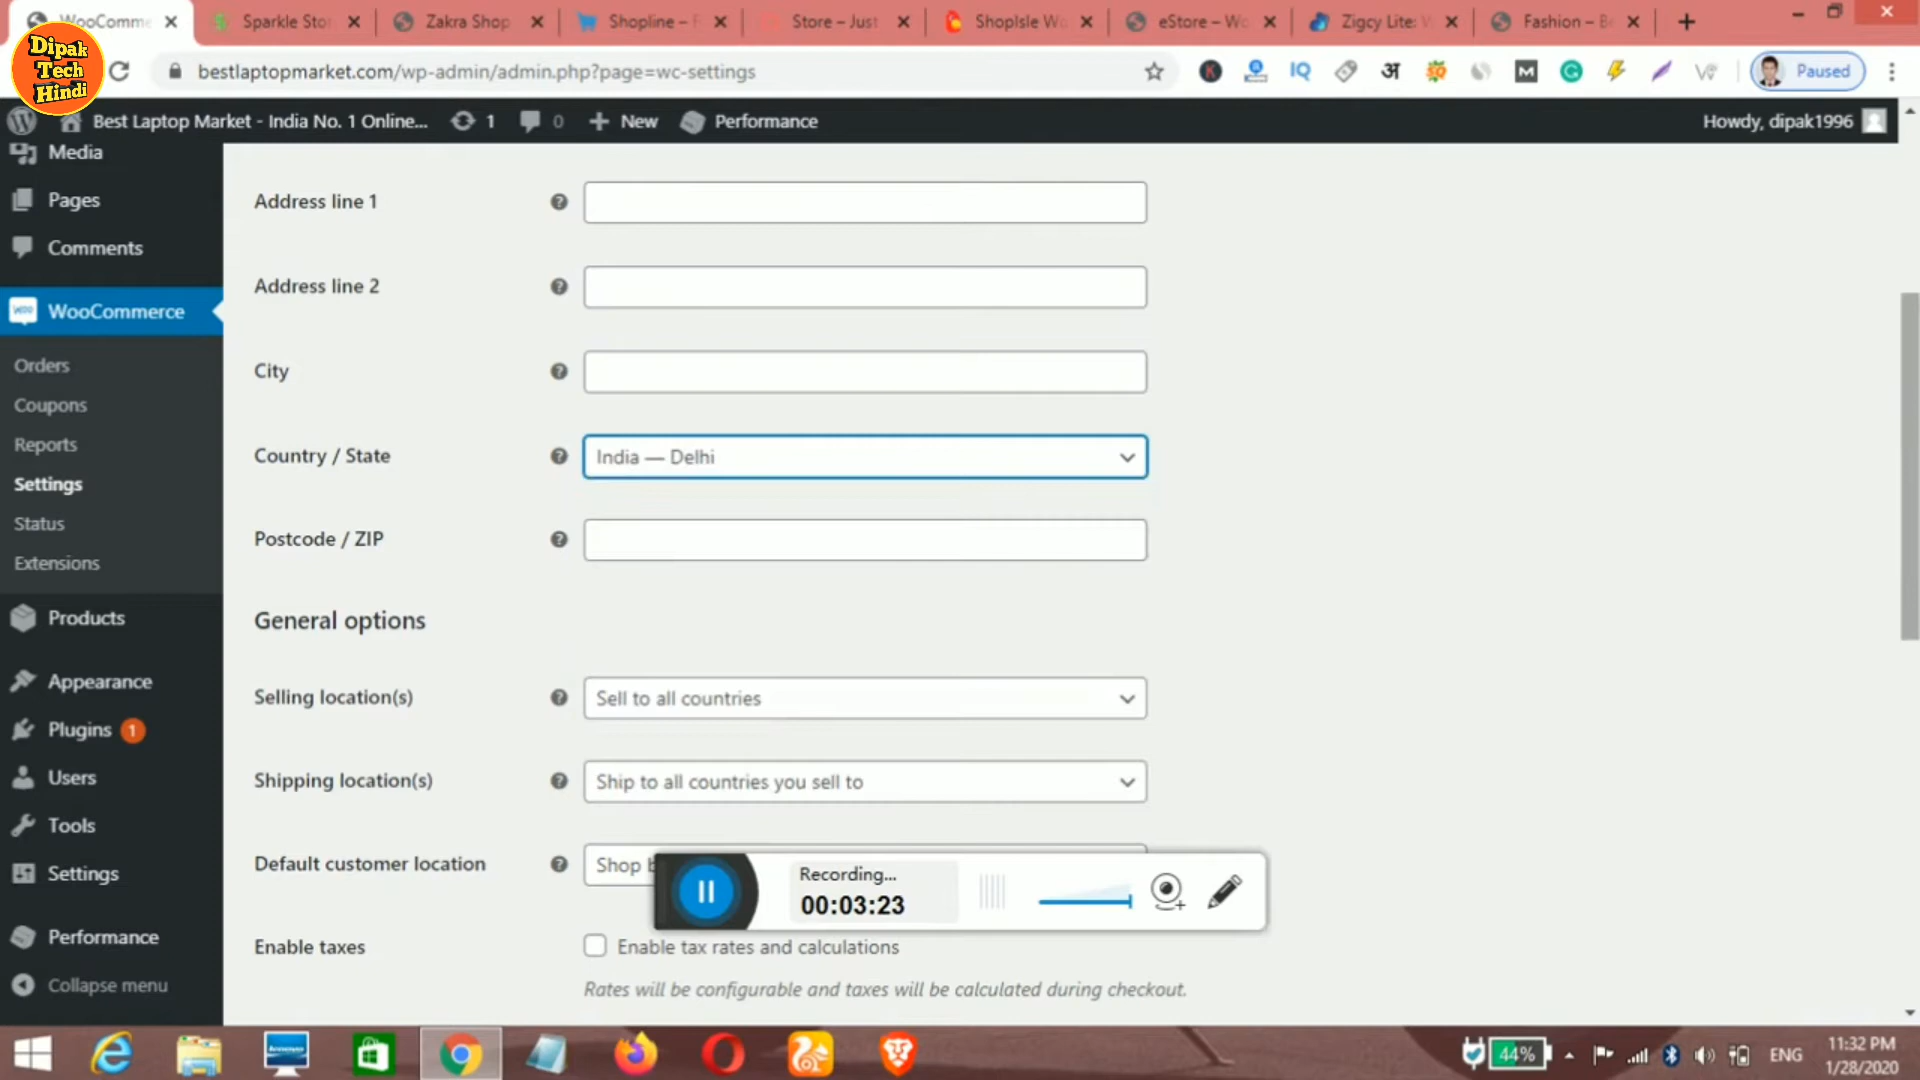 WooComme
Sparkle Sto
Zakra Shop
Shopline – F
Store – Just
ShopIsle Wo
eStore – Wo
Zigcy Lite: W
Fashion – Be
Dipak
Tech
Hindi
bestlaptopmarket.com/wp-admin/admin.php?page=wc-settings
IQ
अ
M
Paused
Best Laptop Market - India No. 1 Online...
1
0
New
Performance
Howdy, dipak1996
Media
Pages
Comments
WooCommerce
Orders
Coupons
Reports
Settings
Status
Extensions
Products
Appearance
Plugins 1
Users
Tools
Settings
Performance
Collapse menu
Address line 1
Address line 2
City
Country / State
India — Delhi
Postcode / ZIP
General options
Selling location(s)
Sell to all countries
Shipping location(s)
Ship to all countries you sell to
Default customer location
Shop b
Recording...
00:03:23
Enable taxes
Enable tax rates and calculations
Rates will be configurable and taxes will be calculated during checkout.
44%
ENG
11:32 PM
1/28/2020